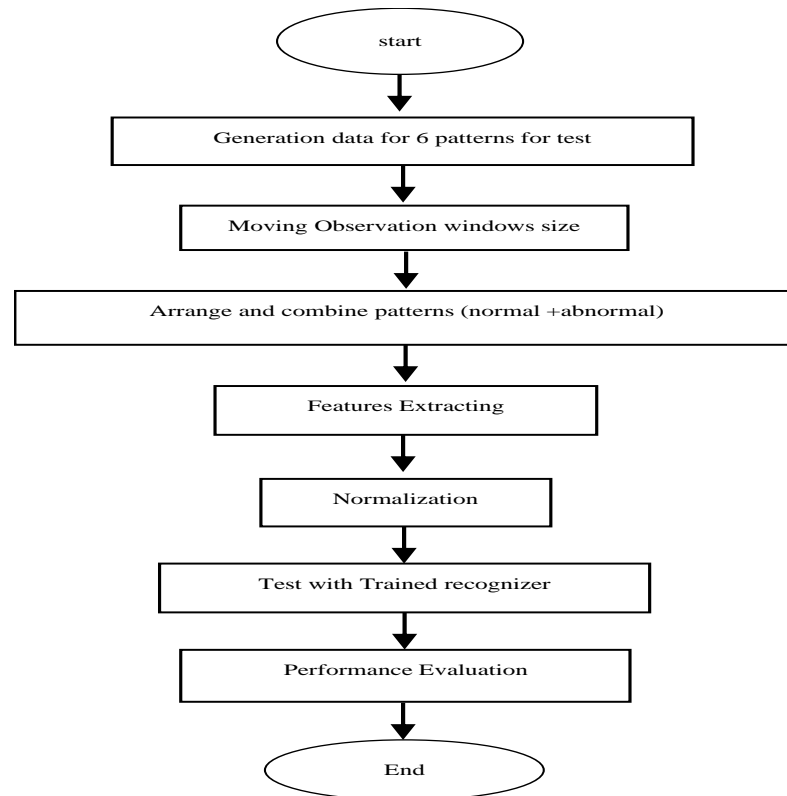 start
Generation data for 6 patterns for test
Moving Observation windows size
Arrange and combine patterns (normal +abnormal)
Features Extracting
Normalization
Test with Trained recognizer
Performance Evaluation
End